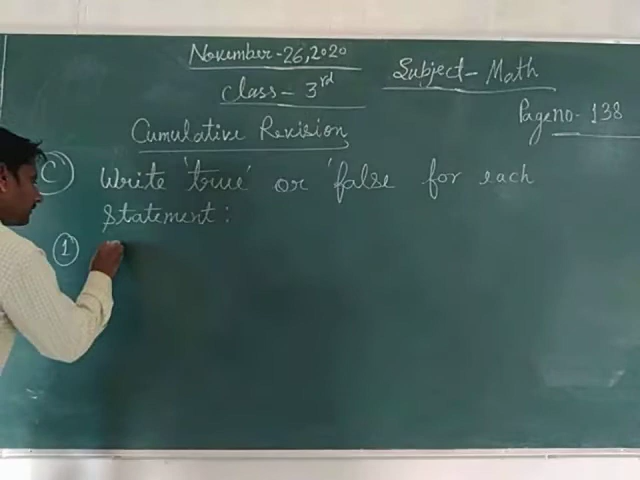 November-26,2020
Class- 3rd
Subject- Math
Page no- 138
Cumulative Revision
(C) Write 'true' or 'false for each
statement:
(1)